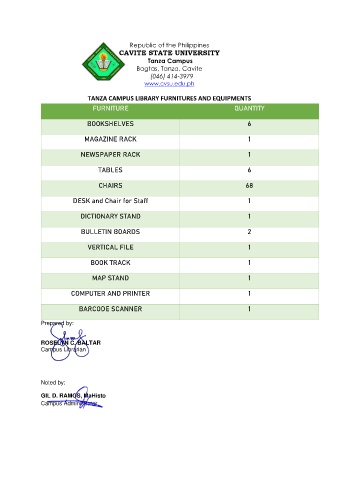 Republic of the Philippines
CAVITE STATE UNIVERSITY
Tanza Campus
Bagtas, Tanza, Cavite
(046) 414-3979
www.cvsu.edu.ph
TANZA CAMPUS LIBRARY FURNITURES AND EQUIPMENTS
FURNITURE QUANTITY
BOOKSHELVES 6
MAGAZINE RACK 1
NEWSPAPER RACK 1
TABLES 6
CHAIRS 68
DESK and Chair for Staff 1
DICTIONARY STAND 1
BULLETIN BOARDS 2
VERTICAL FILE 1
BOOK TRACK 1
MAP STAND 1
COMPUTER AND PRINTER 1
BARCODE SCANNER 1
Prepared by:
ROSELYN C. BALTAR
Campus Librarian
Noted by:
GIL D. RAMOS, MaHisto
Campus Administrator